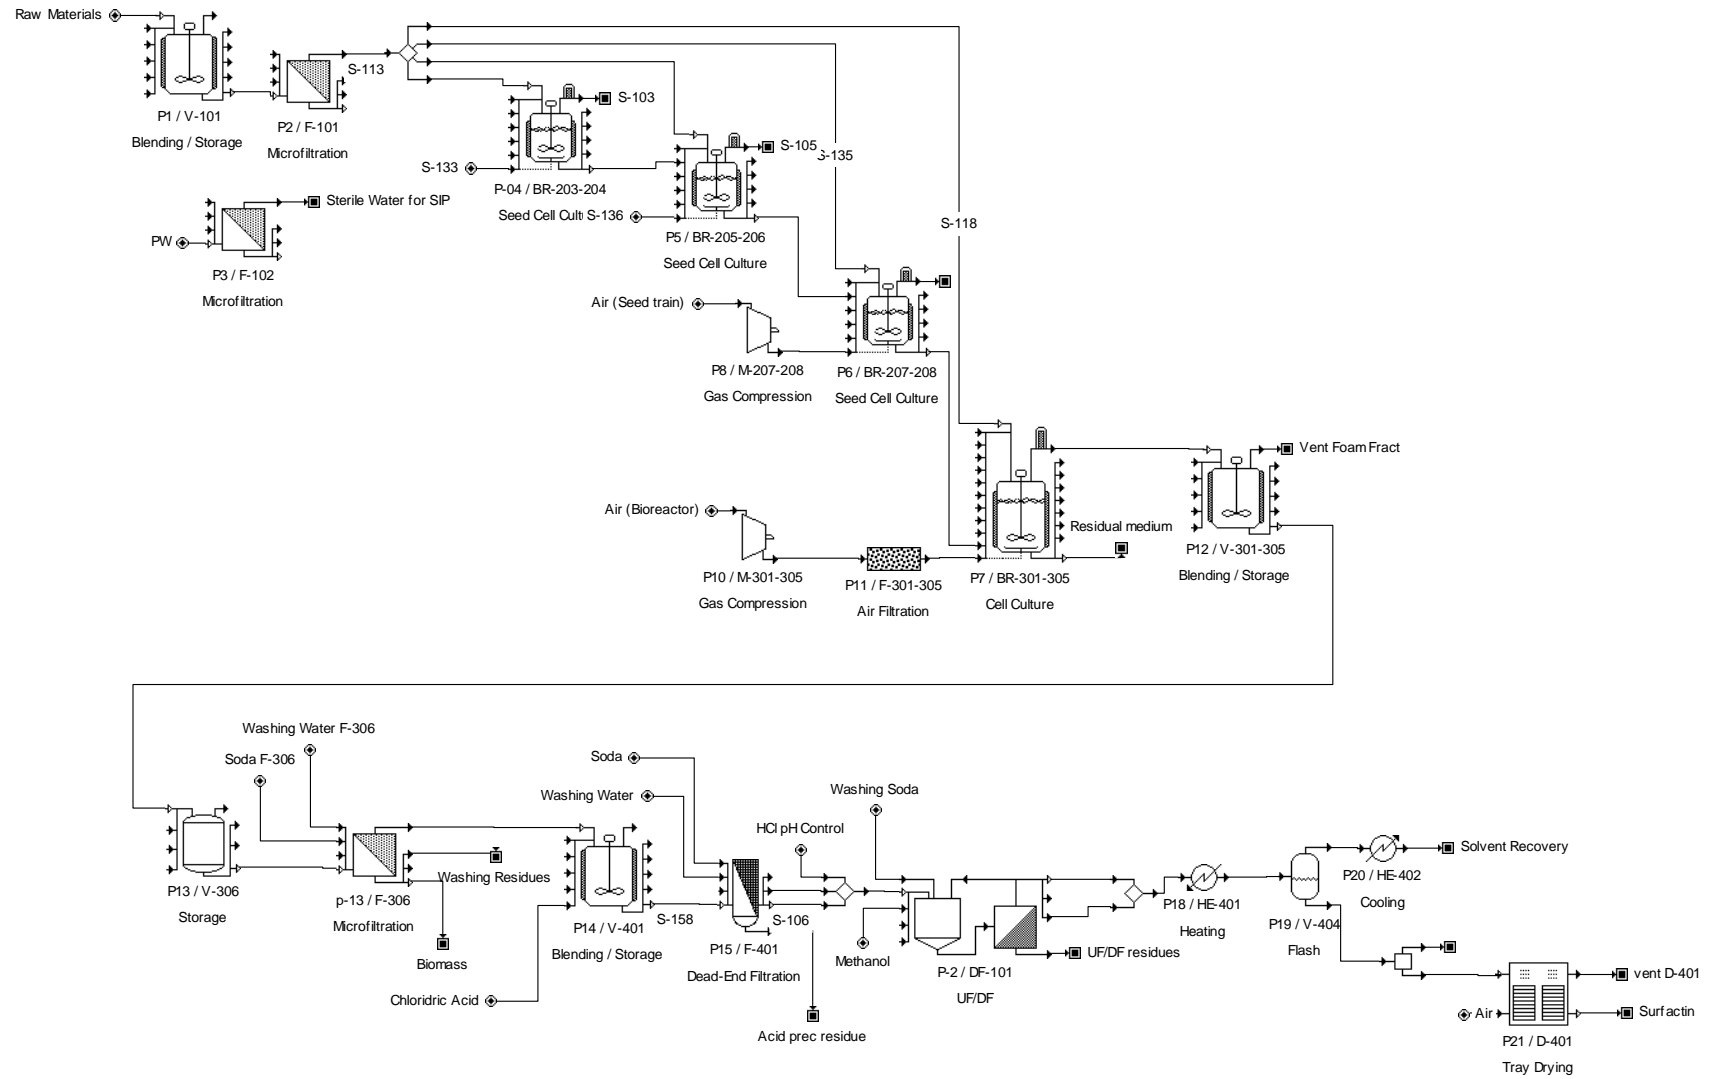 Raw Materials
P1 / V-101
Blending / Storage
S-113
P2 / F-101
Microfiltration
PW
Sterile Water for SIP
P3 / F-102
Microfiltration
S-103
S-133
P-04 / BR-203-204
Seed Cell Cult
S-105
S-135
S-136
P5 / BR-205-206
Seed Cell Culture
S-118
Air (Seed train)
P8 / M-207-208
Gas Compression
P6 / BR-207-208
Seed Cell Culture
Air (Bioreactor)
P10 / M-301-305
Gas Compression
P11 / F-301-305
Air Filtration
Residual medium
P7 / BR-301-305
Cell Culture
Vent Foam Fract
P12 / V-301-305
Blending / Storage
Washing Water F-306
Soda F-306
P13 / V-306
Storage
Washing Residues
p-13 / F-306
Microfiltration
Biomass
Chloridric Acid
P14 / V-401
Blending / Storage
S-158
Soda
Washing Water
P15 / F-401
Dead-End Filtration
S-106
HCl pH Control
Acid prec residue
Washing Soda
Methanol
P-2 / DF-101
UF/DF
UF/DF residues
P18 / HE-401
Heating
P19 / V-404
Flash
P20 / HE-402
Cooling
Solvent Recovery
vent D-401
Air
Surfactin
P21 / D-401
Tray Drying